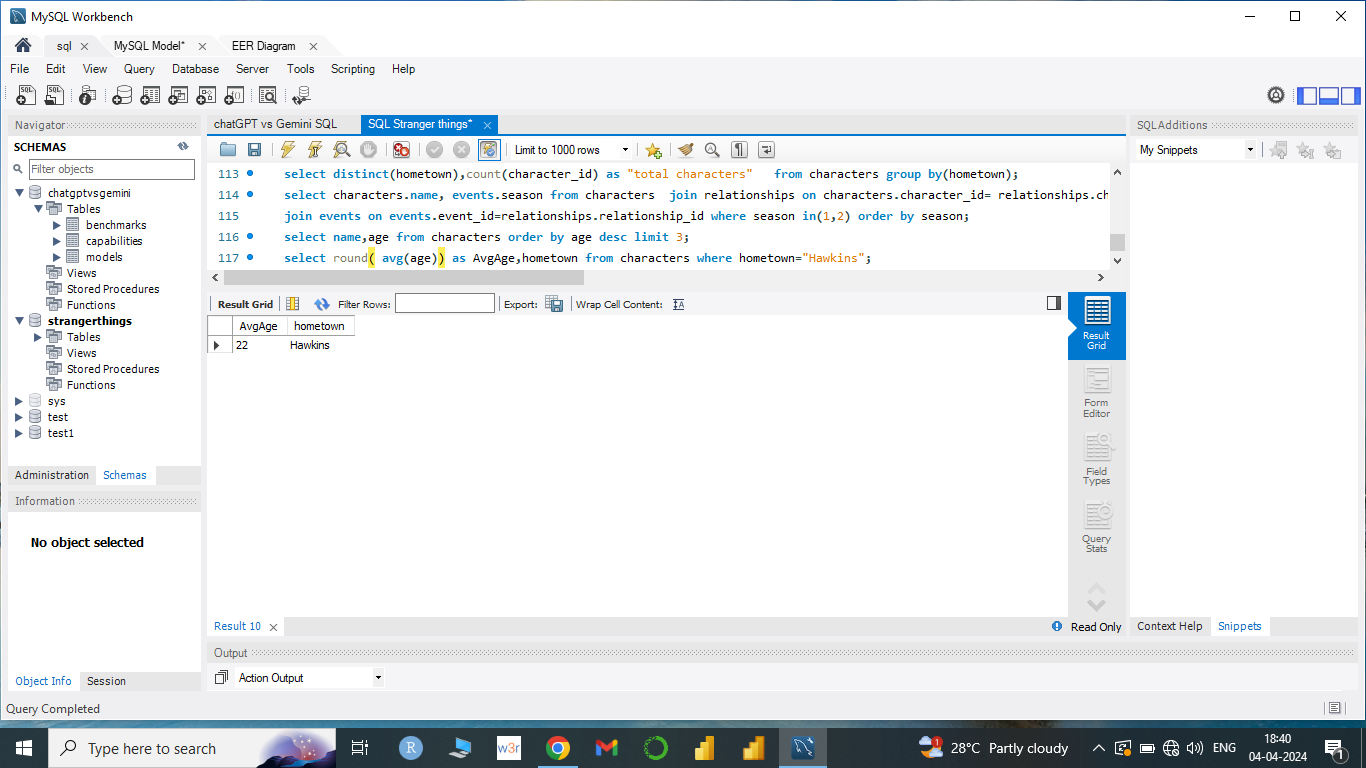 MySQL Workbench
sql MySQL Model* EER Diagram
File Edit View Query Database Server Tools Scripting Help
Navigator
SCHEMAS
Filter objects
chatgptvsgemini
Tables
benchmarks
capabilities
models
Views
Stored Procedures
Functions
strangerthings
Tables
Views
Stored Procedures
Functions
sys
test
test1
Administration Schemas
Information
No object selected
Object Info Session
chatGPT vs Gemini SQL SQL Stranger things*
Limit to 1000 rows
113 select distinct(hometown),count(character_id) as "total characters" from characters group by(hometown);
114 select characters.name, events.season from characters join relationships on characters.character_id= relationships.ch
115 join events on events.event_id=relationships.relationship_id where season in(1,2) order by season;
116 select name,age from characters order by age desc limit 3;
117 select round( avg(age)) as AvgAge,hometown from characters where hometown="Hawkins";
Result Grid Filter Rows: Export: Wrap Cell Content:
AvgAge hometown
22 Hawkins
Result Grid
Form Editor
Field Types
Query Stats
Result 10 Read Only
Output
Action Output
SQLAdditions
My Snippets
Context Help Snippets
Query Completed
Type here to search
R
w3r
28°C Partly cloudy
ENG
18:40
04-04-2024
1